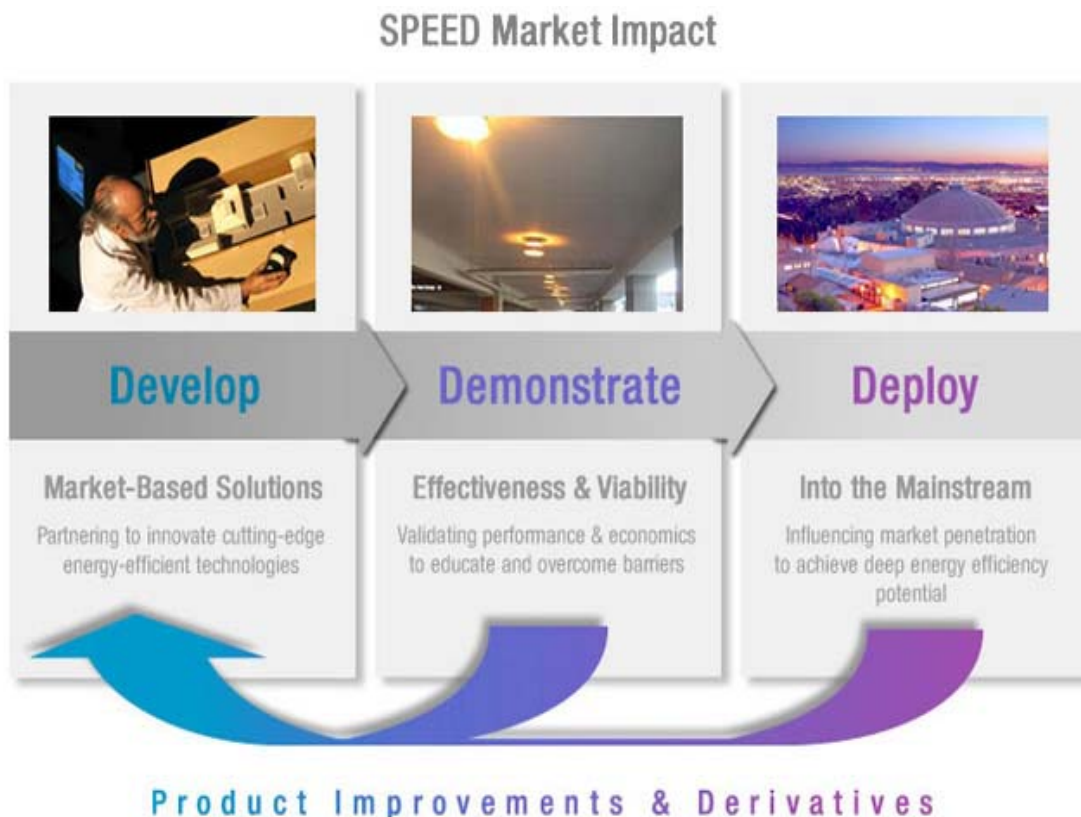 SPEED Market Impact
Develop
Demonstrate
Deploy
Market-Based Solutions
Partnering to innovate cutting-edge
energy-efficient technologies
Effectiveness & Viability
Validating performance & economics
to educate and overcome barriers
Into the Mainstream
Influencing market penetration
to achieve deep energy efficiency
potential
Product Improvements & Derivatives